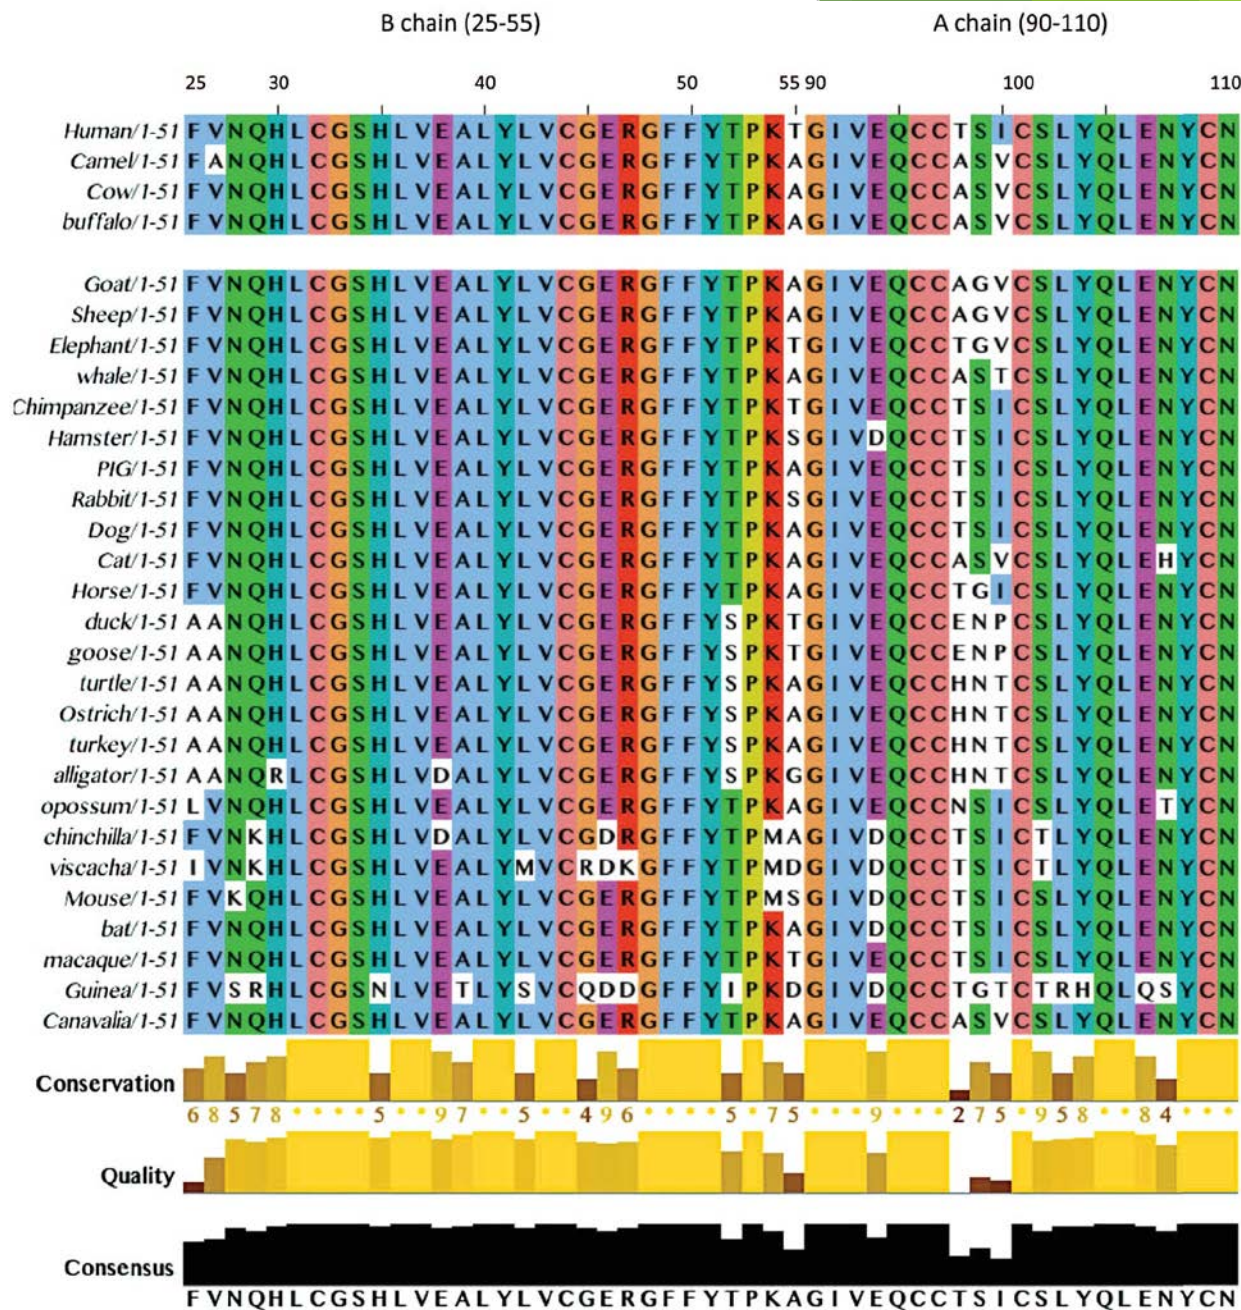 B chain (25-55) A chain (90-110)
25 30 40 50 55 90 100 110
Human/1-51 FVNQHLCGSHLVEALYLVCGERGFFYTPKTGIVEQCCTSICSLYQLENYCN
Camel/1-51 FANQHLCGSHLVEALYLVCGERGFFYTPKAGIVEQCCASVCSLYQLENYCN
Cow/1-51 FVNQHLCGSHLVEALYLVCGERGFFYTPKAGIVEQCCASVCSLYQLENYCN
buffalo/1-51 FVNQHLCGSHLVEALYLVCGERGFFYTPKAGIVEQCCASVCSLYQLENYCN
Goat/1-51 FVNQHLCGSHLVEALYLVCGERGFFYTPKAGIVEQCCAGVCSLYQLENYCN
Sheep/1-51 FVNQHLCGSHLVEALYLVCGERGFFYTPKAGIVEQCCAGVCSLYQLENYCN
Elephant/1-51 FVNQHLCGSHLVEALYLVCGERGFFYTPKTGIVEQCCTGVCSLYQLENYCN
whale/1-51 FVNQHLCGSHLVEALYLVCGERGFFYTPKAGIVEQCCASTCSLYQLENYCN
Chimpanzee/1-51 FVNQHLCGSHLVEALYLVCGERGFFYTPKTGIVEQCCTSICSLYQLENYCN
Hamster/1-51 FVNQHLCGSHLVEALYLVCGERGFFYTPKSGIVDQCCTSICSLYQLENYCN
PIG/1-51 FVNQHLCGSHLVEALYLVCGERGFFYTPKAGIVEQCCTSICSLYQLENYCN
Rabbit/1-51 FVNQHLCGSHLVEALYLVCGERGFFYTPKSGIVEQCCTSICSLYQLENYCN
Dog/1-51 FVNQHLCGSHLVEALYLVCGERGFFYTPKAGIVEQCCTSICSLYQLENYCN
Cat/1-51 FVNQHLCGSHLVEALYLVCGERGFFYTPKAGIVEQCCASVCSLYQLEHYCN
Horse/1-51 FVNQHLCGSHLVEALYLVCGERGFFYTPKAGIVEQCCTGICSLYQLENYCN
duck/1-51 AANQHLCGSHLVEALYLVCGERGFFYSPKTGIVEQCCENPCSLYQLENYCN
goose/1-51 AANQHLCGSHLVEALYLVCGERGFFYSPKTGIVEQCCENPCSLYQLENYCN
turtle/1-51 AANQHLCGSHLVEALYLVCGERGFFYSPKAGIVEQCCHNTCSLYQLENYCN
Ostrich/1-51 AANQHLCGSHLVEALYLVCGERGFFYSPKAGIVEQCCHNTCSLYQLENYCN
turkey/1-51 AANQHLCGSHLVEALYLVCGERGFFYSPKAGIVEQCCHNTCSLYQLENYCN
alligator/1-51 AANQRLCGSHLVDALYLVCGERGFFYSPKGGIVEQCCHNTCSLYQLENYCN
opossum/1-51 LVNQHLCGSHLVEALYLVCGERGFFYTPKAGIVEQCCNSICSLYQLETYCN
chinchilla/1-51 FVNKHLCGSHLVDALYLVCGDRGFFYTPMAGIVDQCCTSICTLYQLENYCN
viscacha/1-51 IVNKHLCGSHLVEALYMVCRDKGFFYTPMDGIVDQCCTSICTLYQLENYCN
Mouse/1-51 FVKQHLCGSHLVEALYLVCGERGFFYTPMSGIVDQCCTSICSLYQLENYCN
bat/1-51 FVNQHLCGSHLVEALYLVCGERGFFYTPKAGIVDQCCTSICSLYQLENYCN
macaque/1-51 FVNQHLCGSHLVEALYLVCGERGFFYTPKTGIVEQCCTSICSLYQLENYCN
Guinea/1-51 FVSRHLCGSNLVETLYSVCQDDGFFYIPKDGIVDQCCTGTCTRHQLQSYCN
Canavalia/1-51 FVNQHLCGSHLVEALYLVCGERGFFYTPKAGIVEQCCASVCSLYQLENYCN
Conservation
68578****5**97**5**496****5*75***9***275*958**84***
Quality
Consensus
FVNQHLCGSHLVEALYLVCGERGFFYTPKAGIVEQCCTSICSLYQLENYCN